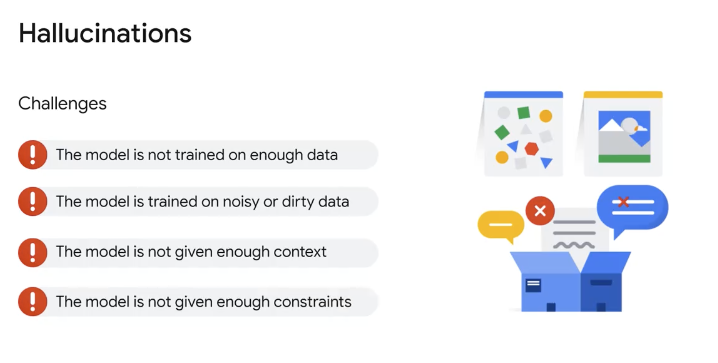 Hallucinations
Challenges
The model is not trained on enough data
The model is trained on noisy or dirty data
The model is not given enough context
The model is not given enough constraints